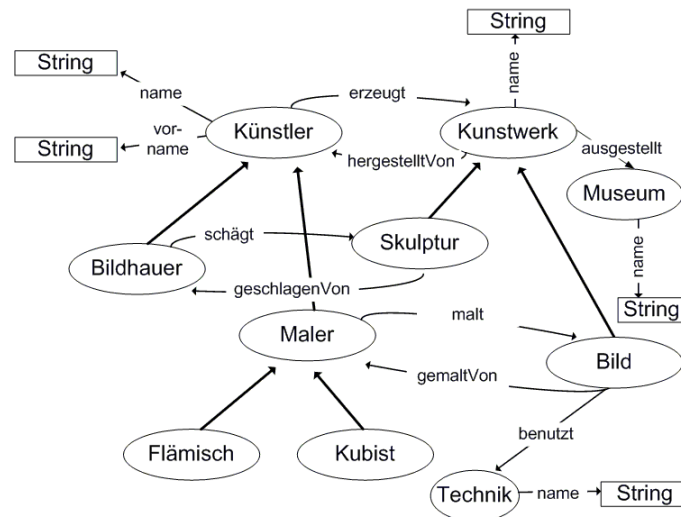 String
name
String
name
erzeugt
Künstler
Kunstwerk
vor-
name
String
hergestelltVon
ausgestellt
Museum
schägt
Skulptur
Bildhauer
name
geschlagenVon
String
malt
Maler
Bild
gemaltVon
benutzt
Flämisch
Kubist
Technik
name
String